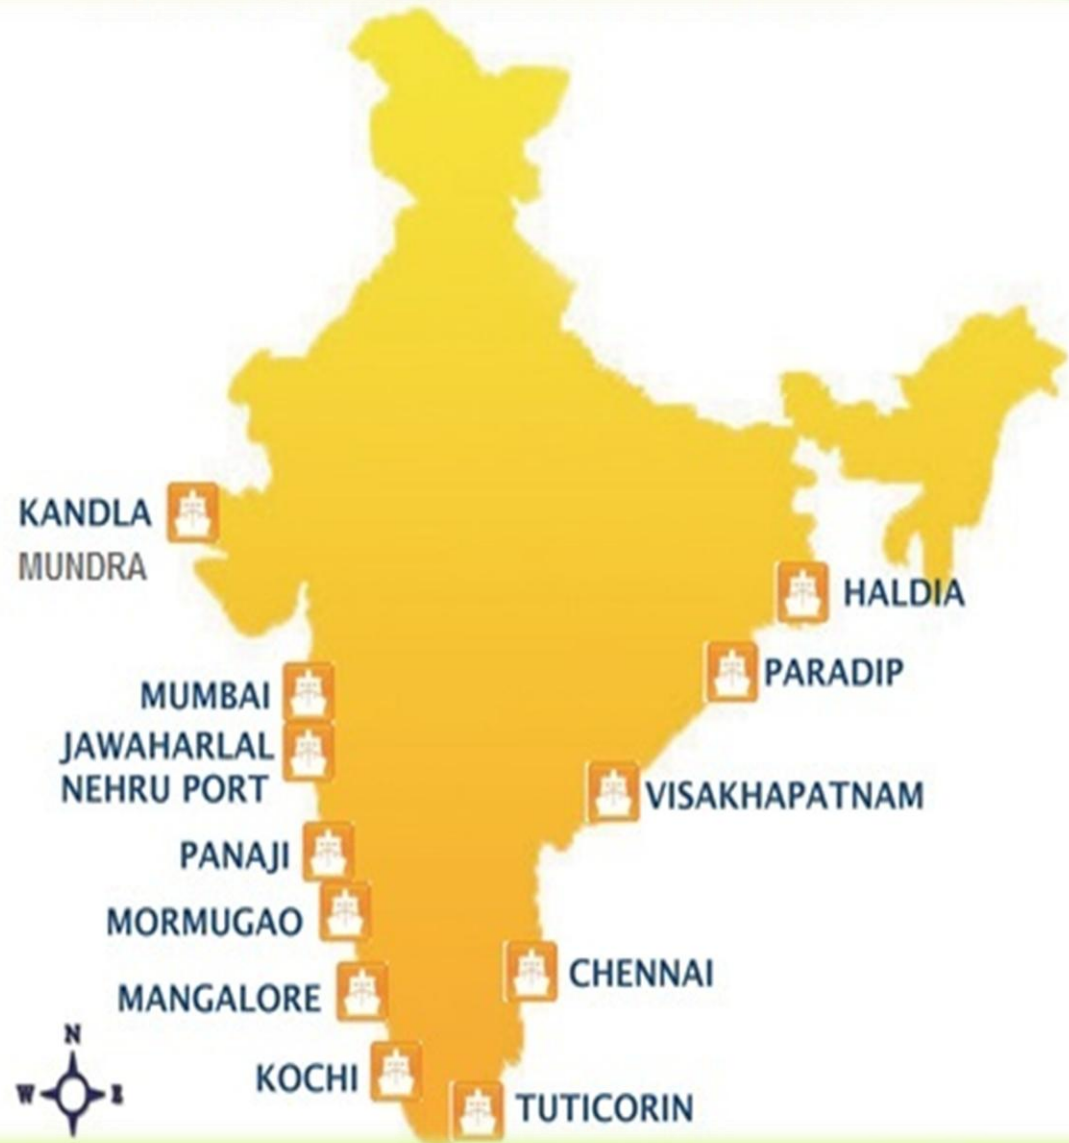 KANDLA
MUNDRA
HALDIA
PARADIP
MUMBAI
JAWAHARLAL
NEHRU PORT
VISAKHAPATNAM
PANAJI
MORMUGAO
CHENNAI
MANGALORE
N
W E
KOCHI
TUTICORIN